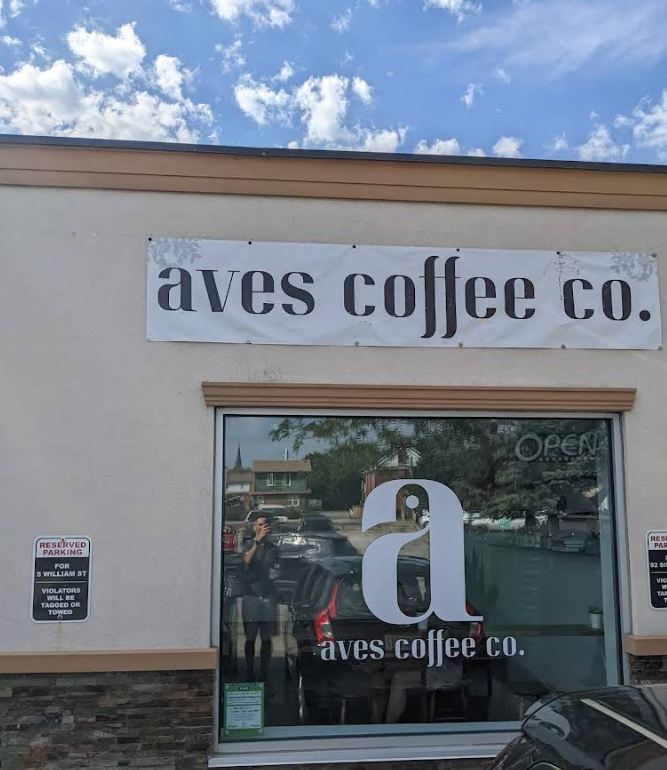 aves coffee co.
OPEN
a
aves coffee co.
RESERVED
PARKING
FOR
5 WILLIAM ST
VIOLATORS
WILL BE
TAGGED OR
TOWED